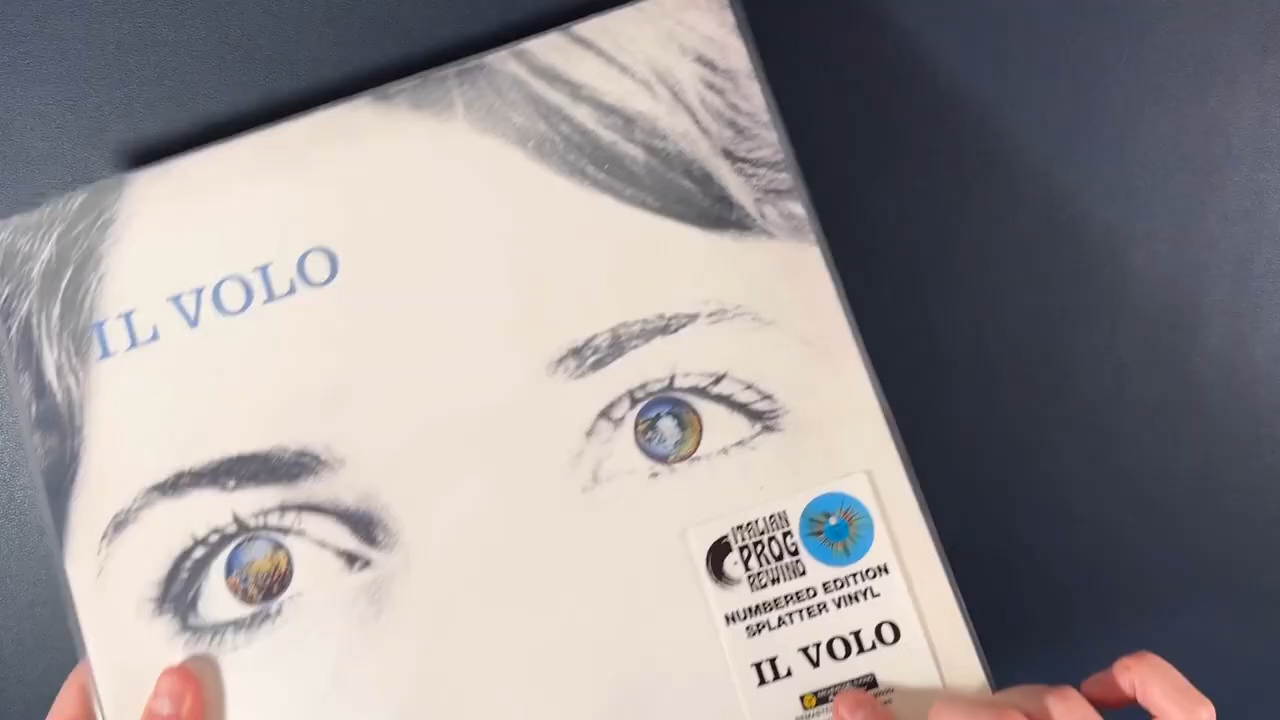 IL VOLO
ITALIAN
PROG
REWIND
NUMBERED EDITION
SPLATTER VINYL
IL VOLO